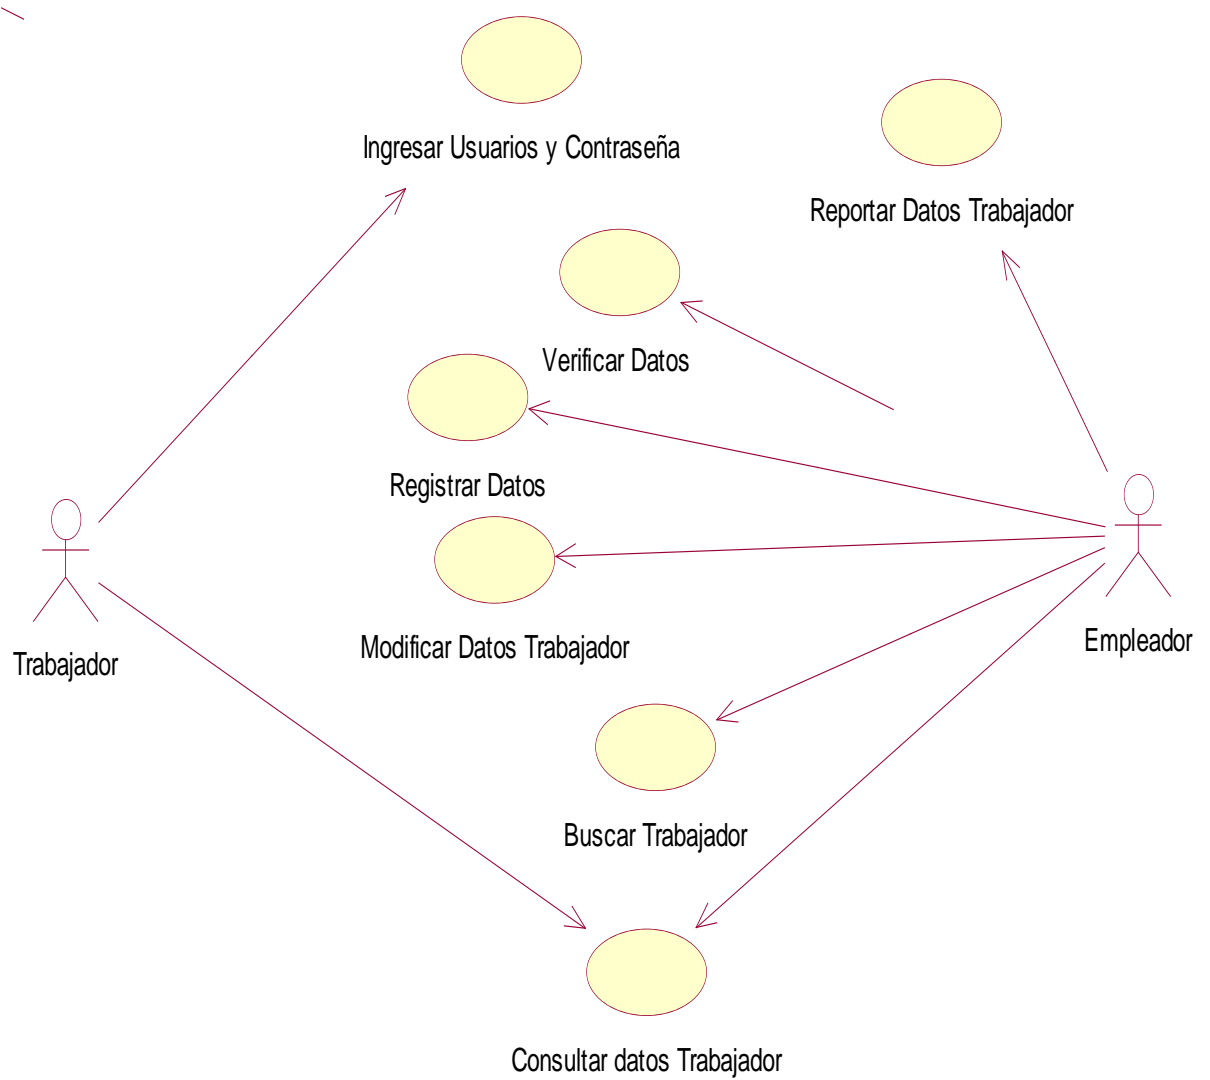 Ingresar Usuarios y Contraseña
Reportar Datos Trabajador
Verificar Datos
Registrar Datos
Modificar Datos Trabajador
Trabajador
Empleador
Buscar Trabajador
Consultar datos Trabajador